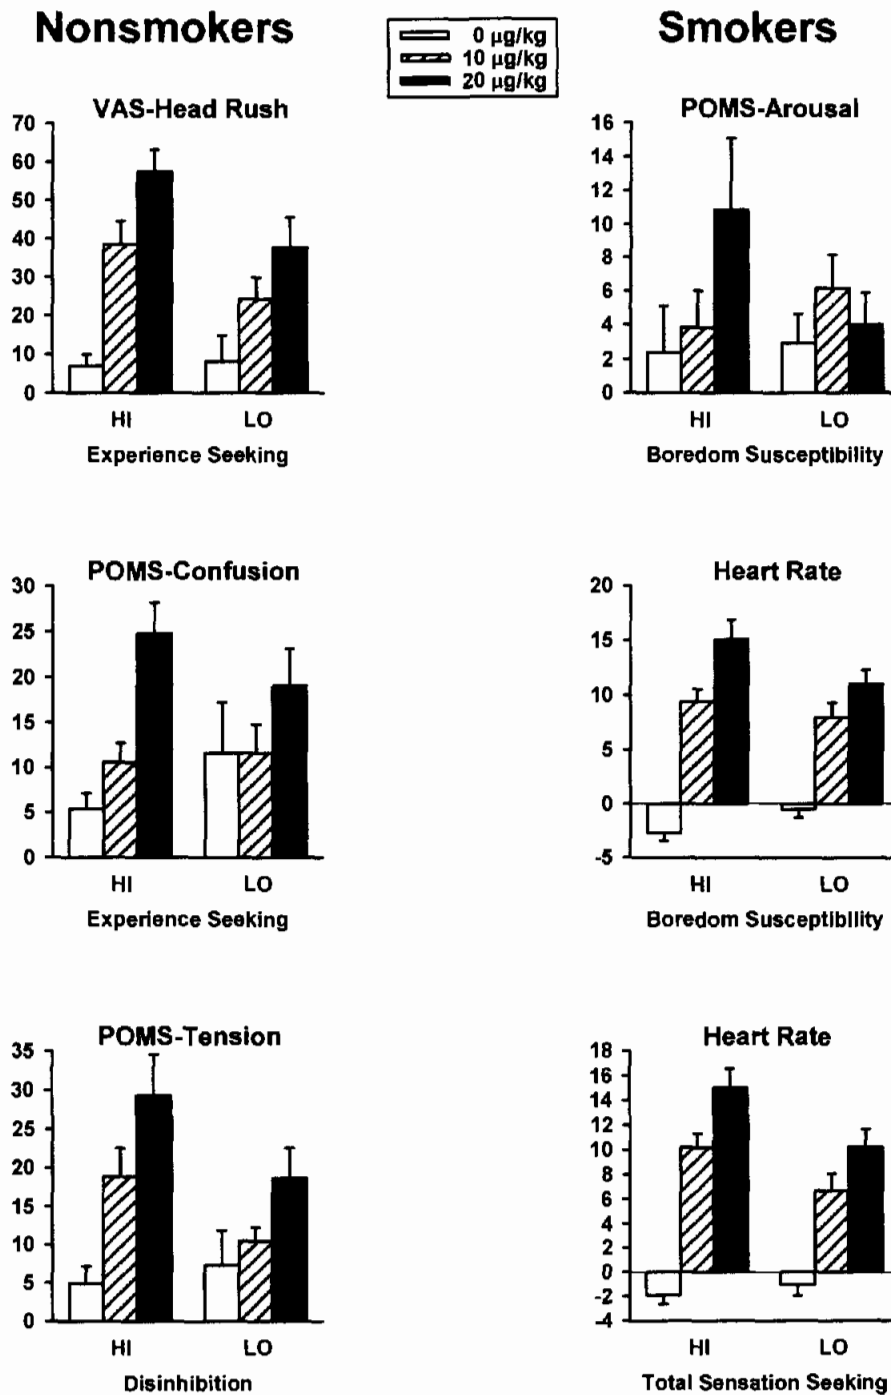 Nonsmokers
0 µg/kg
10 µg/kg
20 µg/kg
Smokers
VAS-Head Rush
70
60
50
40
30
20
10
0
HI LO
Experience Seeking
POMS-Arousal
16
14
12
10
8
6
4
2
0
HI LO
Boredom Susceptibility
POMS-Confusion
30
25
20
15
10
5
0
HI LO
Experience Seeking
Heart Rate
20
15
10
5
0
-5
HI LO
Boredom Susceptibility
POMS-Tension
35
30
25
20
15
10
5
0
HI LO
Disinhibition
Heart Rate
18
16
14
12
10
8
6
4
2
0
-2
-4
HI LO
Total Sensation Seeking